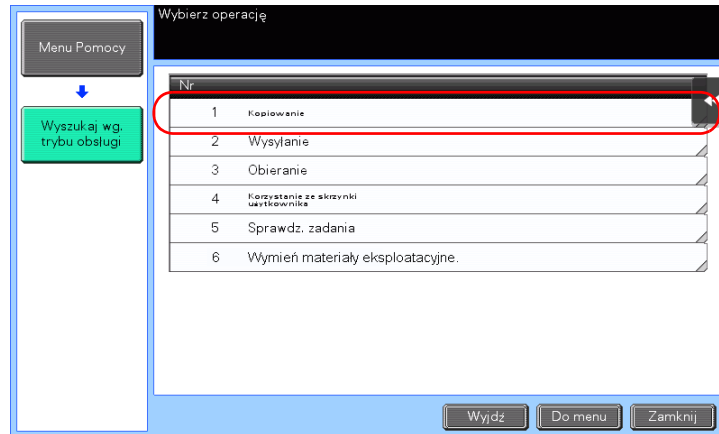 Wybierz operację
Menu Pomocy
Wyszukaj wg.
trybu obsługi
Nr
1 Kopiowanie
2 Wysyłanie
3 Obieranie
4 Korzystanie ze skrzynki
użytkownika
5 Sprawdz. zadania
6 Wymień materiały eksploatacyjne.
Wyjdź Do menu Zamknij